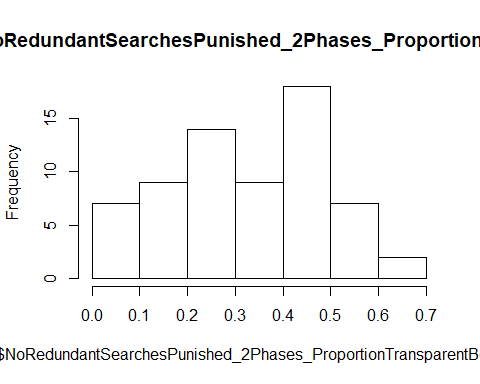 oRedundantSearchesPunished_2Phases_Proportion
Frequency
15
10
5
0
0.0 0.1 0.2 0.3 0.4 0.5 0.6 0.7
$NoRedundantSearchesPunished_2Phases_ProportionTransparentB